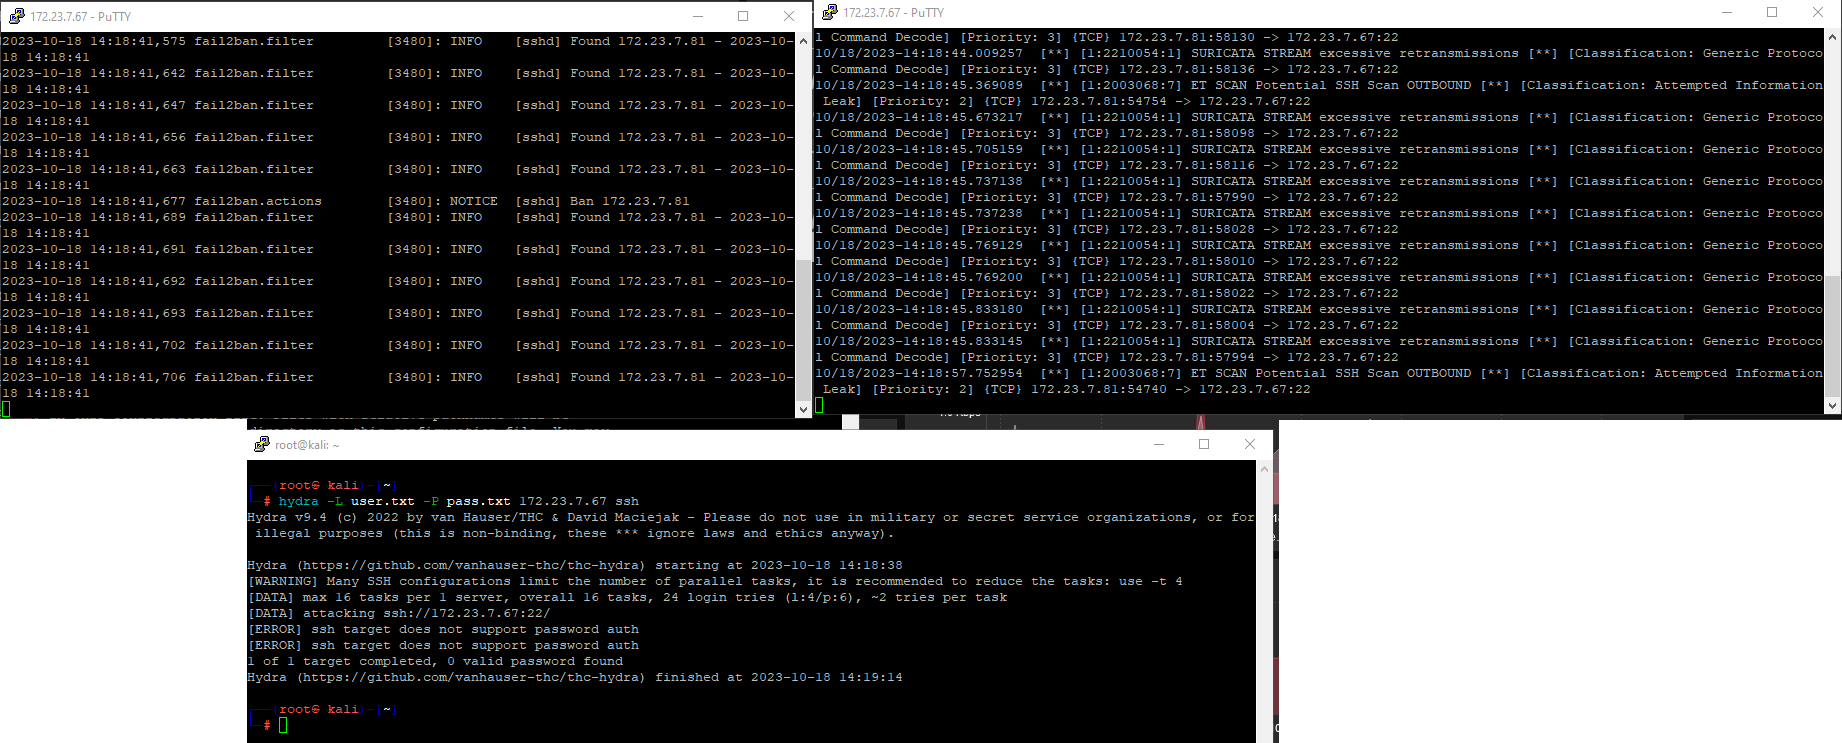 172.23.7.67 - PuTTY
2023-10-18 14:18:41,575 fail2ban.filter         [3480]: INFO    [sshd] Found 172.23.7.81 - 2023-10-
18 14:18:41
2023-10-18 14:18:41,642 fail2ban.filter         [3480]: INFO    [sshd] Found 172.23.7.81 - 2023-10-
18 14:18:41
2023-10-18 14:18:41,647 fail2ban.filter         [3480]: INFO    [sshd] Found 172.23.7.81 - 2023-10-
18 14:18:41
2023-10-18 14:18:41,656 fail2ban.filter         [3480]: INFO    [sshd] Found 172.23.7.81 - 2023-10-
18 14:18:41
2023-10-18 14:18:41,663 fail2ban.filter         [3480]: INFO    [sshd] Found 172.23.7.81 - 2023-10-
18 14:18:41
2023-10-18 14:18:41,677 fail2ban.actions        [3480]: NOTICE  [sshd] Ban 172.23.7.81
2023-10-18 14:18:41,689 fail2ban.filter         [3480]: INFO    [sshd] Found 172.23.7.81 - 2023-10-
18 14:18:41
2023-10-18 14:18:41,691 fail2ban.filter         [3480]: INFO    [sshd] Found 172.23.7.81 - 2023-10-
18 14:18:41
2023-10-18 14:18:41,692 fail2ban.filter         [3480]: INFO    [sshd] Found 172.23.7.81 - 2023-10-
18 14:18:41
2023-10-18 14:18:41,693 fail2ban.filter         [3480]: INFO    [sshd] Found 172.23.7.81 - 2023-10-
18 14:18:41
2023-10-18 14:18:41,702 fail2ban.filter         [3480]: INFO    [sshd] Found 172.23.7.81 - 2023-10-
18 14:18:41
2023-10-18 14:18:41,706 fail2ban.filter         [3480]: INFO    [sshd] Found 172.23.7.81 - 2023-10-
18 14:18:41
172.23.7.67 - PuTTY
l Command Decode] [Priority: 3] {TCP} 172.23.7.81:58130 -> 172.23.7.67:22
10/18/2023-14:18:44.009257  [**] [1:2210054:1] SURICATA STREAM excessive retransmissions [**] [Classification: Generic Protoco
l Command Decode] [Priority: 3] {TCP} 172.23.7.81:58136 -> 172.23.7.67:22
10/18/2023-14:18:45.369089  [**] [1:2003068:7] ET SCAN Potential SSH Scan OUTBOUND [**] [Classification: Attempted Information
 Leak] [Priority: 2] {TCP} 172.23.7.81:54754 -> 172.23.7.67:22
10/18/2023-14:18:45.673217  [**] [1:2210054:1] SURICATA STREAM excessive retransmissions [**] [Classification: Generic Protoco
l Command Decode] [Priority: 3] {TCP} 172.23.7.81:58098 -> 172.23.7.67:22
10/18/2023-14:18:45.705159  [**] [1:2210054:1] SURICATA STREAM excessive retransmissions [**] [Classification: Generic Protoco
l Command Decode] [Priority: 3] {TCP} 172.23.7.81:58116 -> 172.23.7.67:22
10/18/2023-14:18:45.737138  [**] [1:2210054:1] SURICATA STREAM excessive retransmissions [**] [Classification: Generic Protoco
l Command Decode] [Priority: 3] {TCP} 172.23.7.81:57990 -> 172.23.7.67:22
10/18/2023-14:18:45.737238  [**] [1:2210054:1] SURICATA STREAM excessive retransmissions [**] [Classification: Generic Protoco
l Command Decode] [Priority: 3] {TCP} 172.23.7.81:58028 -> 172.23.7.67:22
10/18/2023-14:18:45.769129  [**] [1:2210054:1] SURICATA STREAM excessive retransmissions [**] [Classification: Generic Protoco
l Command Decode] [Priority: 3] {TCP} 172.23.7.81:58010 -> 172.23.7.67:22
10/18/2023-14:18:45.769200  [**] [1:2210054:1] SURICATA STREAM excessive retransmissions [**] [Classification: Generic Protoco
l Command Decode] [Priority: 3] {TCP} 172.23.7.81:58022 -> 172.23.7.67:22
10/18/2023-14:18:45.833180  [**] [1:2210054:1] SURICATA STREAM excessive retransmissions [**] [Classification: Generic Protoco
l Command Decode] [Priority: 3] {TCP} 172.23.7.81:58004 -> 172.23.7.67:22
10/18/2023-14:18:45.833145  [**] [1:2210054:1] SURICATA STREAM excessive retransmissions [**] [Classification: Generic Protoco
l Command Decode] [Priority: 3] {TCP} 172.23.7.81:57994 -> 172.23.7.67:22
10/18/2023-14:18:57.752954  [**] [1:2003068:7] ET SCAN Potential SSH Scan OUTBOUND [**] [Classification: Attempted Information
 Leak] [Priority: 2] {TCP} 172.23.7.81:54740 -> 172.23.7.67:22
root@kali: ~
(root㉿kali)-[~]
# hydra -L user.txt -P pass.txt 172.23.7.67 ssh
Hydra v9.4 (c) 2022 by van Hauser/THC & David Maciejak - Please do not use in military or secret service organizations, or for
 illegal purposes (this is non-binding, these *** ignore laws and ethics anyway).
Hydra (https://github.com/vanhauser-thc/thc-hydra) starting at 2023-10-18 14:18:38
[WARNING] Many SSH configurations limit the number of parallel tasks, it is recommended to reduce the tasks: use -t 4
[DATA] max 16 tasks per 1 server, overall 16 tasks, 24 login tries (l:4/p:6), ~2 tries per task
[DATA] attacking ssh://172.23.7.67:22/
[ERROR] ssh target does not support password auth
[ERROR] ssh target does not support password auth
1 of 1 target completed, 0 valid password found
Hydra (https://github.com/vanhauser-thc/thc-hydra) finished at 2023-10-18 14:19:14
(root㉿kali)-[~]
#